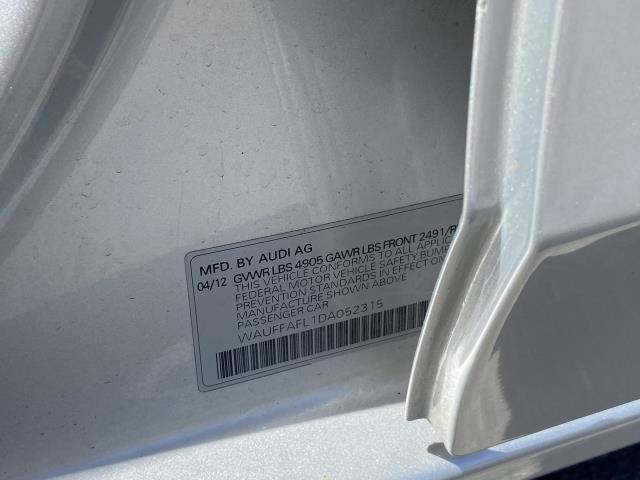 MFD. BY AUDI AG
04/12 GVWR LBS 4905 GAWR LBS FRONT 2491/R
THIS VEHICLE CONFORMS TO ALL APPLIC
FEDERAL MOTOR VEHICLE SAFETY BUMP
PREVENTION STANDARDS IN EFFECT ON
MANUFACTURE SHOWN ABOVE
PASSENGER CAR
WAUFFAFL1DA052315